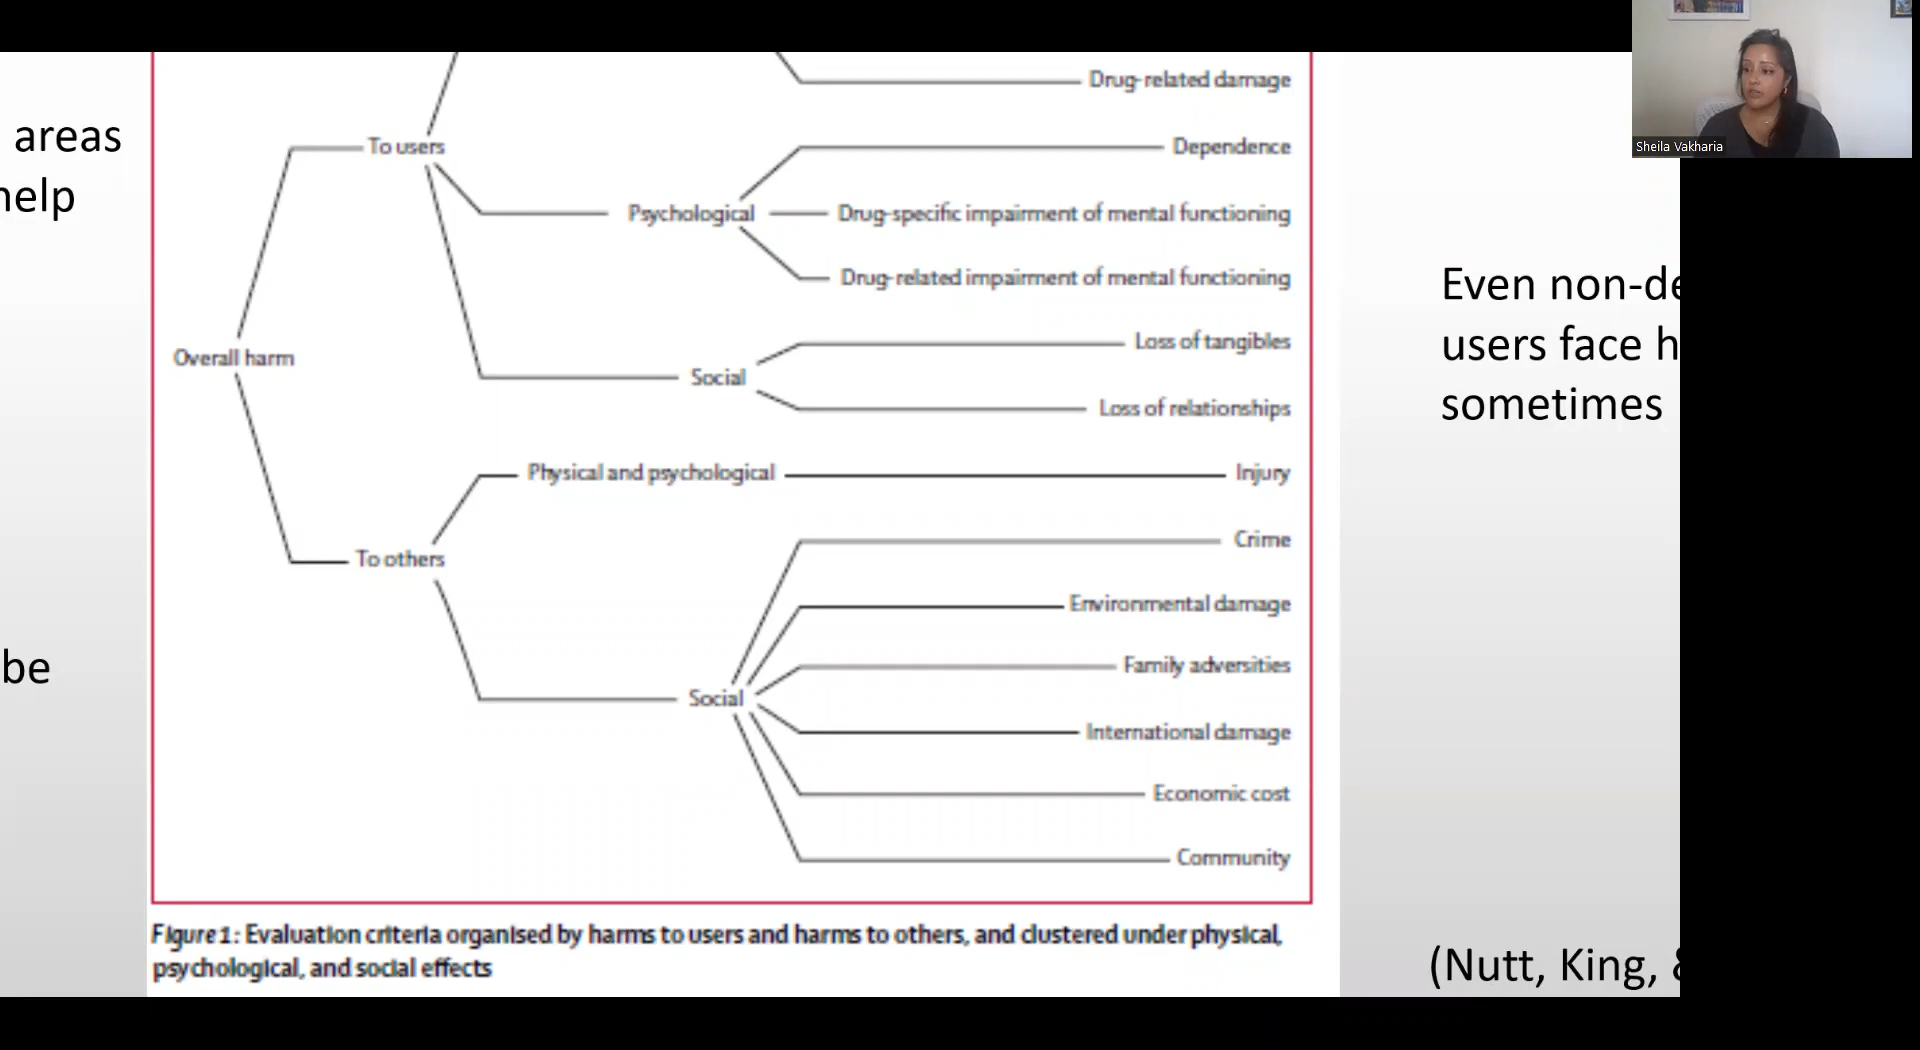 areas
help
be
Drug-related damage
To users
Dependence
Psychological
Drug-specific impairment of mental functioning
Drug-related impairment of mental functioning
Overall harm
Loss of tangibles
Social
Loss of relationships
Physical and psychological
Injury
To others
Crime
Environmental damage
Family adversities
Social
International damage
Economic cost
Community
Figure 1: Evaluation criteria organised by harms to users and harms to others, and clustered under physical,
psychological, and social effects
Even non-de
users face h
sometimes
(Nutt, King, &
Sheila Vakharia